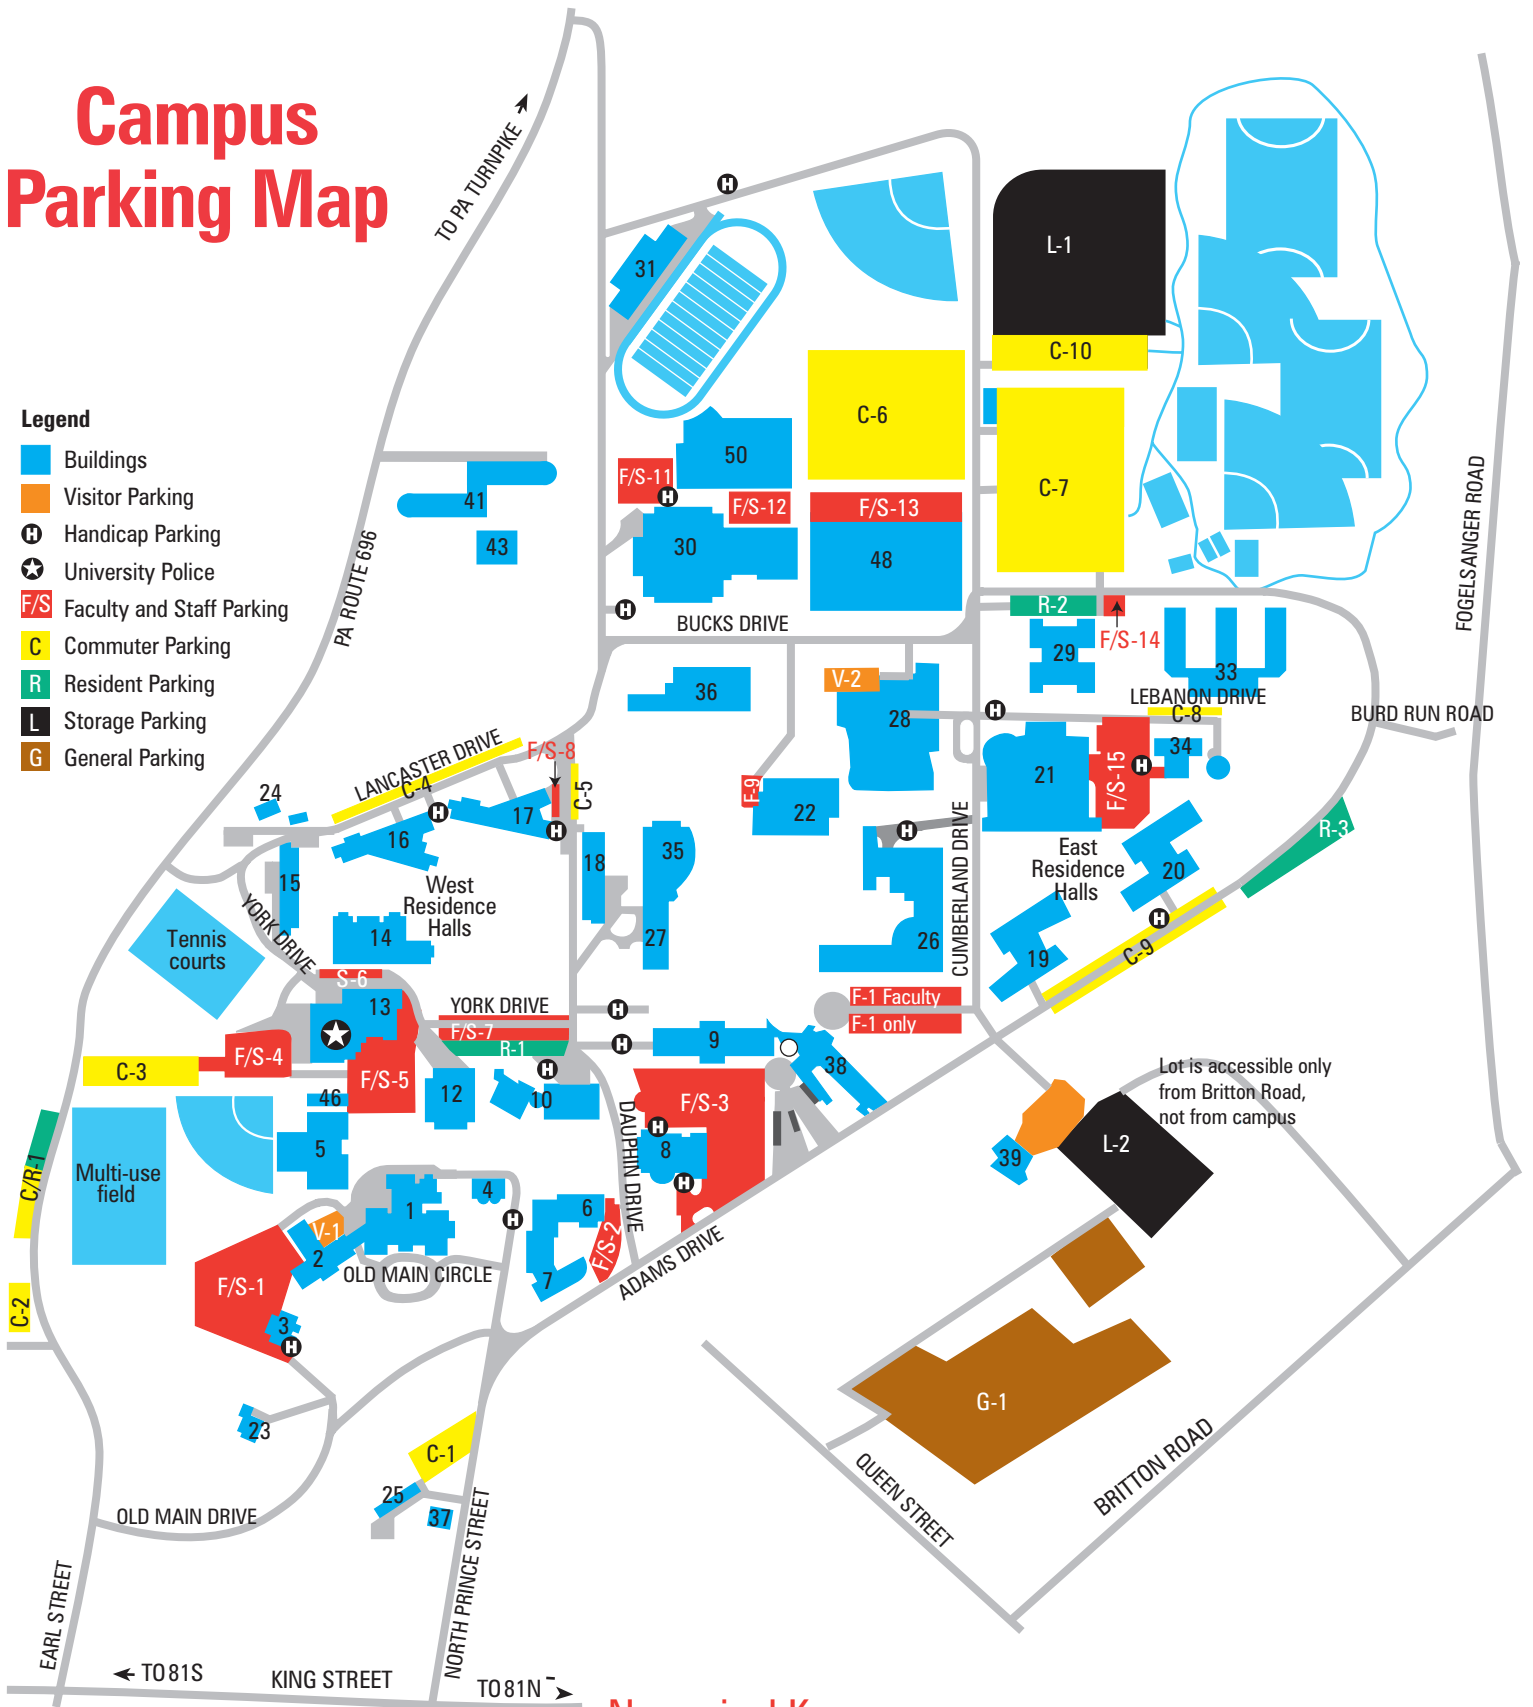 Campus
Parking Map
TO PA TURNPIKE
Legend
Buildings
Visitor Parking
H Handicap Parking
University Police
F/S Faculty and Staff Parking
C Commuter Parking
R Resident Parking
L Storage Parking
G General Parking
PA ROUTE 696
H
31
L-1
C-10
C-6
C-7
50
F/S-11
H
F/S-12
F/S-13
41
43
30
48
H
BUCKS DRIVE
R-2
F/S-14
29
33
FOGELSANGER ROAD
LEBANON DRIVE
C-8
BURD RUN ROAD
36
V-2
28
H
34
H
F/S-15
21
LANCASTER DRIVE
C-4
F/S-8
C-5
24
H
17
H
16
F-9
22
H
18
35
15
West
Residence
Halls
East
Residence
Halls
20
R-3
CUMBERLAND DRIVE
YORK DRIVE
14
27
26
19
H
C-9
Tennis
courts
S-6
13
YORK DRIVE
F/S-7
R-1
H
H
F-1 Faculty
F-1 only
9
38
F/S-4
C-3
F/S-5
46
12
H
10
F/S-3
DAUPHIN DRIVE
H
8
H
Lot is accessible only
from Britton Road,
not from campus
39
L-2
C/R-1
Multi-use
field
5
4
1
H
6
F/S-2
7
V-1
2
F/S-1
OLD MAIN CIRCLE
ADAMS DRIVE
C-2
3
H
23
C-1
25
37
G-1
QUEEN STREET
BRITTON ROAD
OLD MAIN DRIVE
EARL STREET
NORTH PRINCE STREET
TO 81S
KING STREET
TO 81N